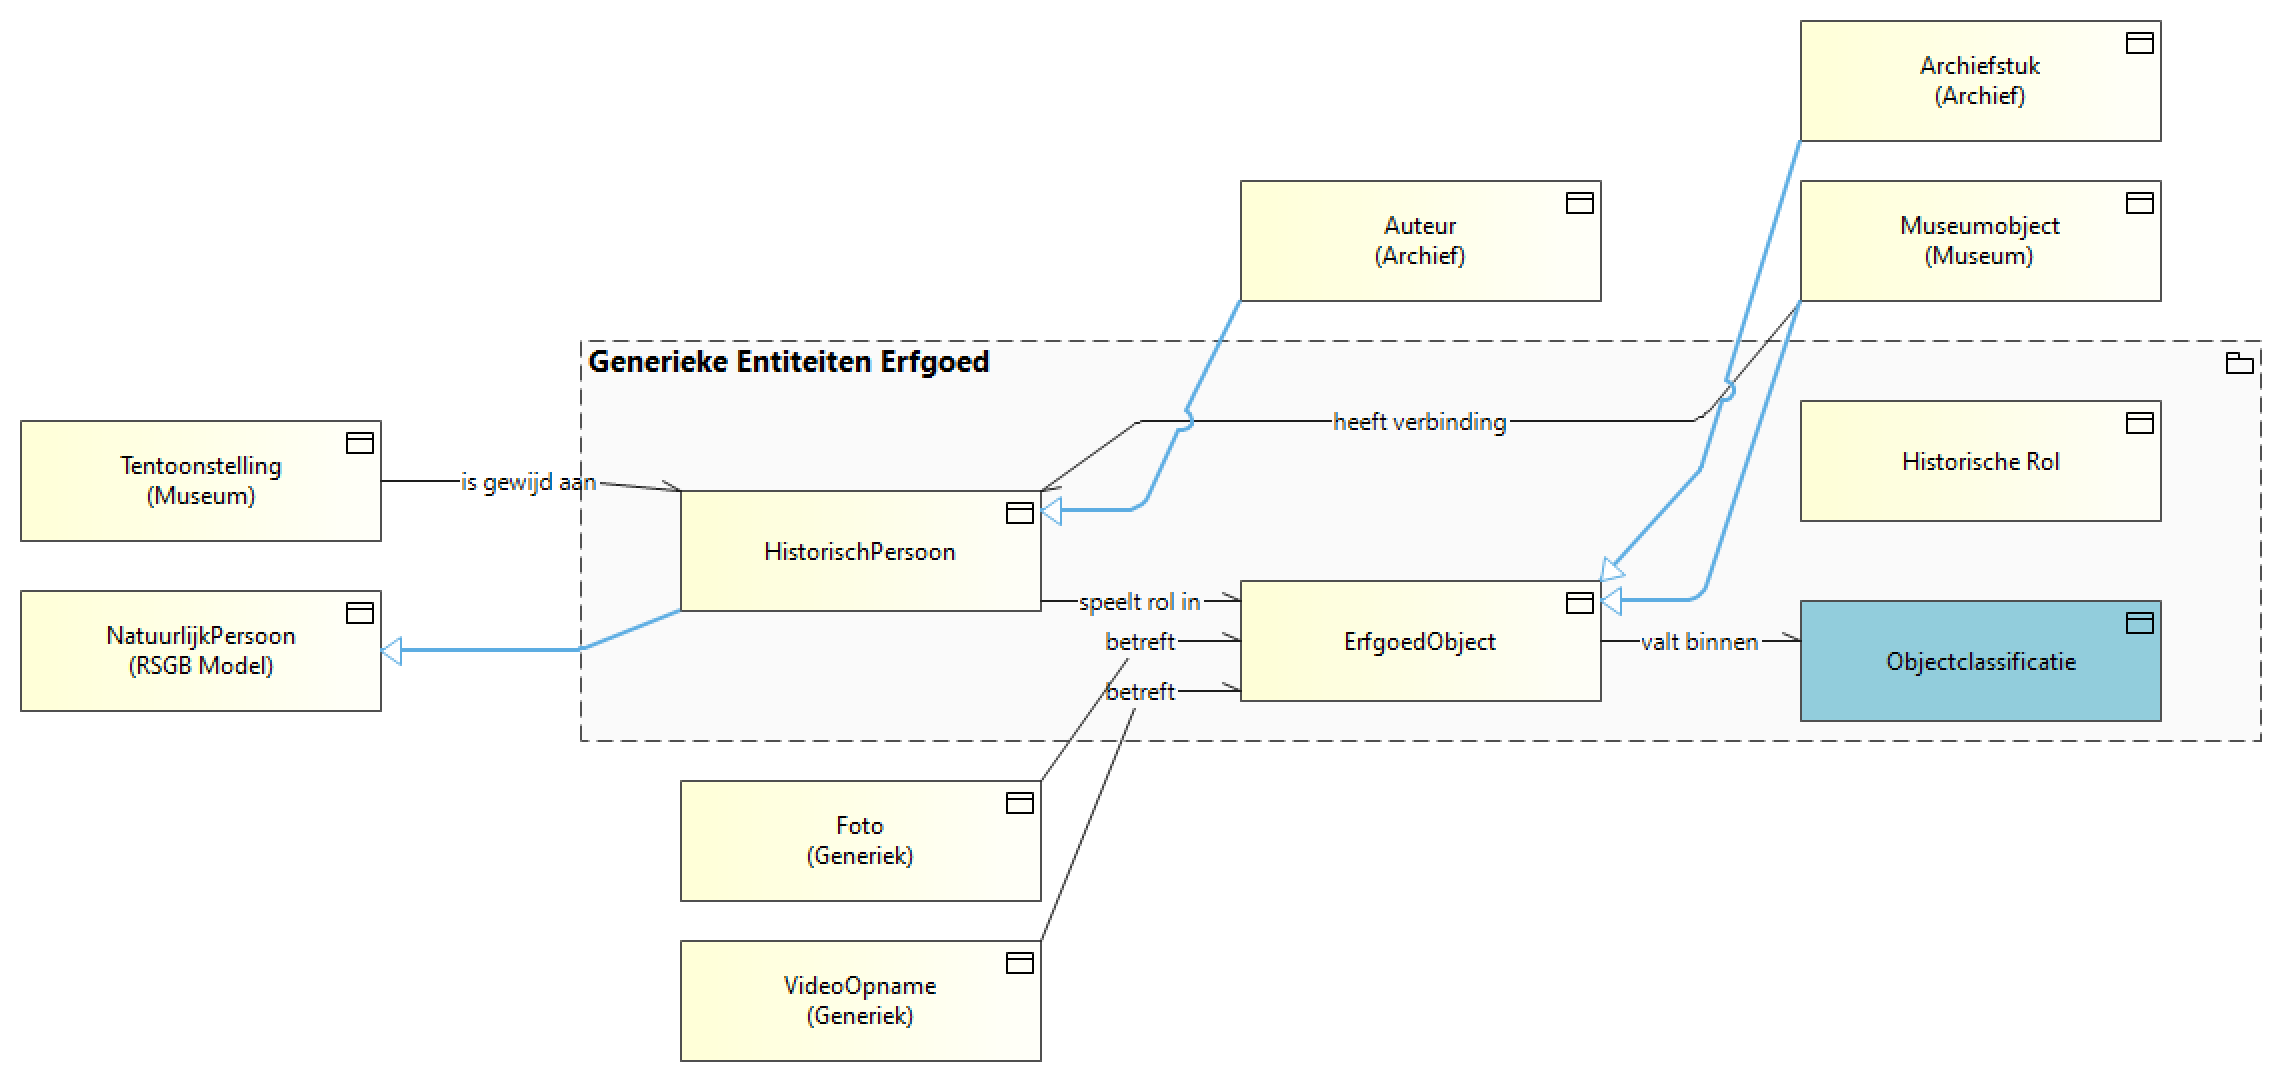 Archiefstuk
(Archief)
Auteur
(Archief)
Museumobject
(Museum)
Generieke Entiteiten Erfgoed
heeft verbinding
Tentoonstelling
(Museum)
is gewijd aan
Historische Rol
HistorischPersoon
speelt rol in
NatuurlijkPersoon
(RSGB Model)
betreft
ErfgoedObject
valt binnen
Objectclassificatie
betreft
Foto
(Generiek)
VideoOpname
(Generiek)